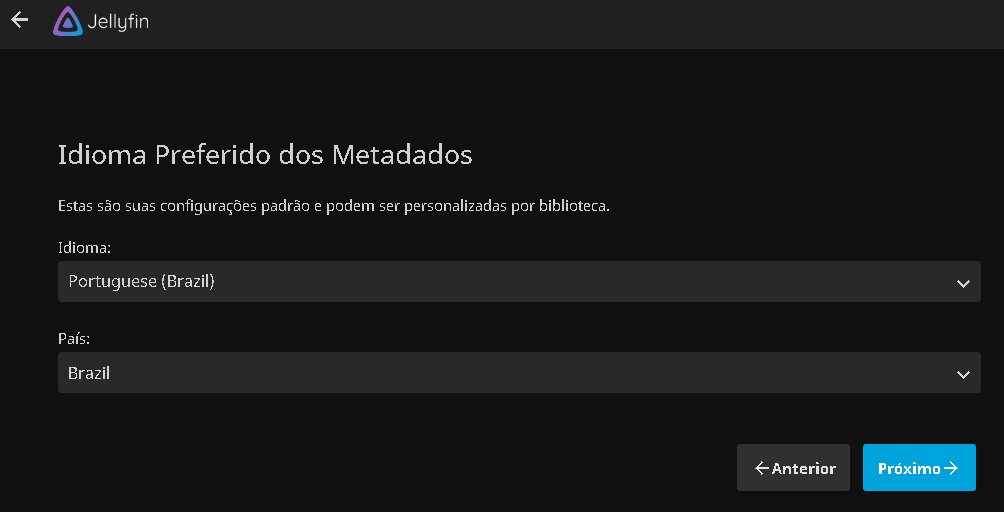 Jellyfin
Idioma Preferido dos Metadados
Estas são suas configurações padrão e podem ser personalizadas por biblioteca.
Idioma:
Portuguese (Brazil)
País:
Brazil
Anterior
Próximo